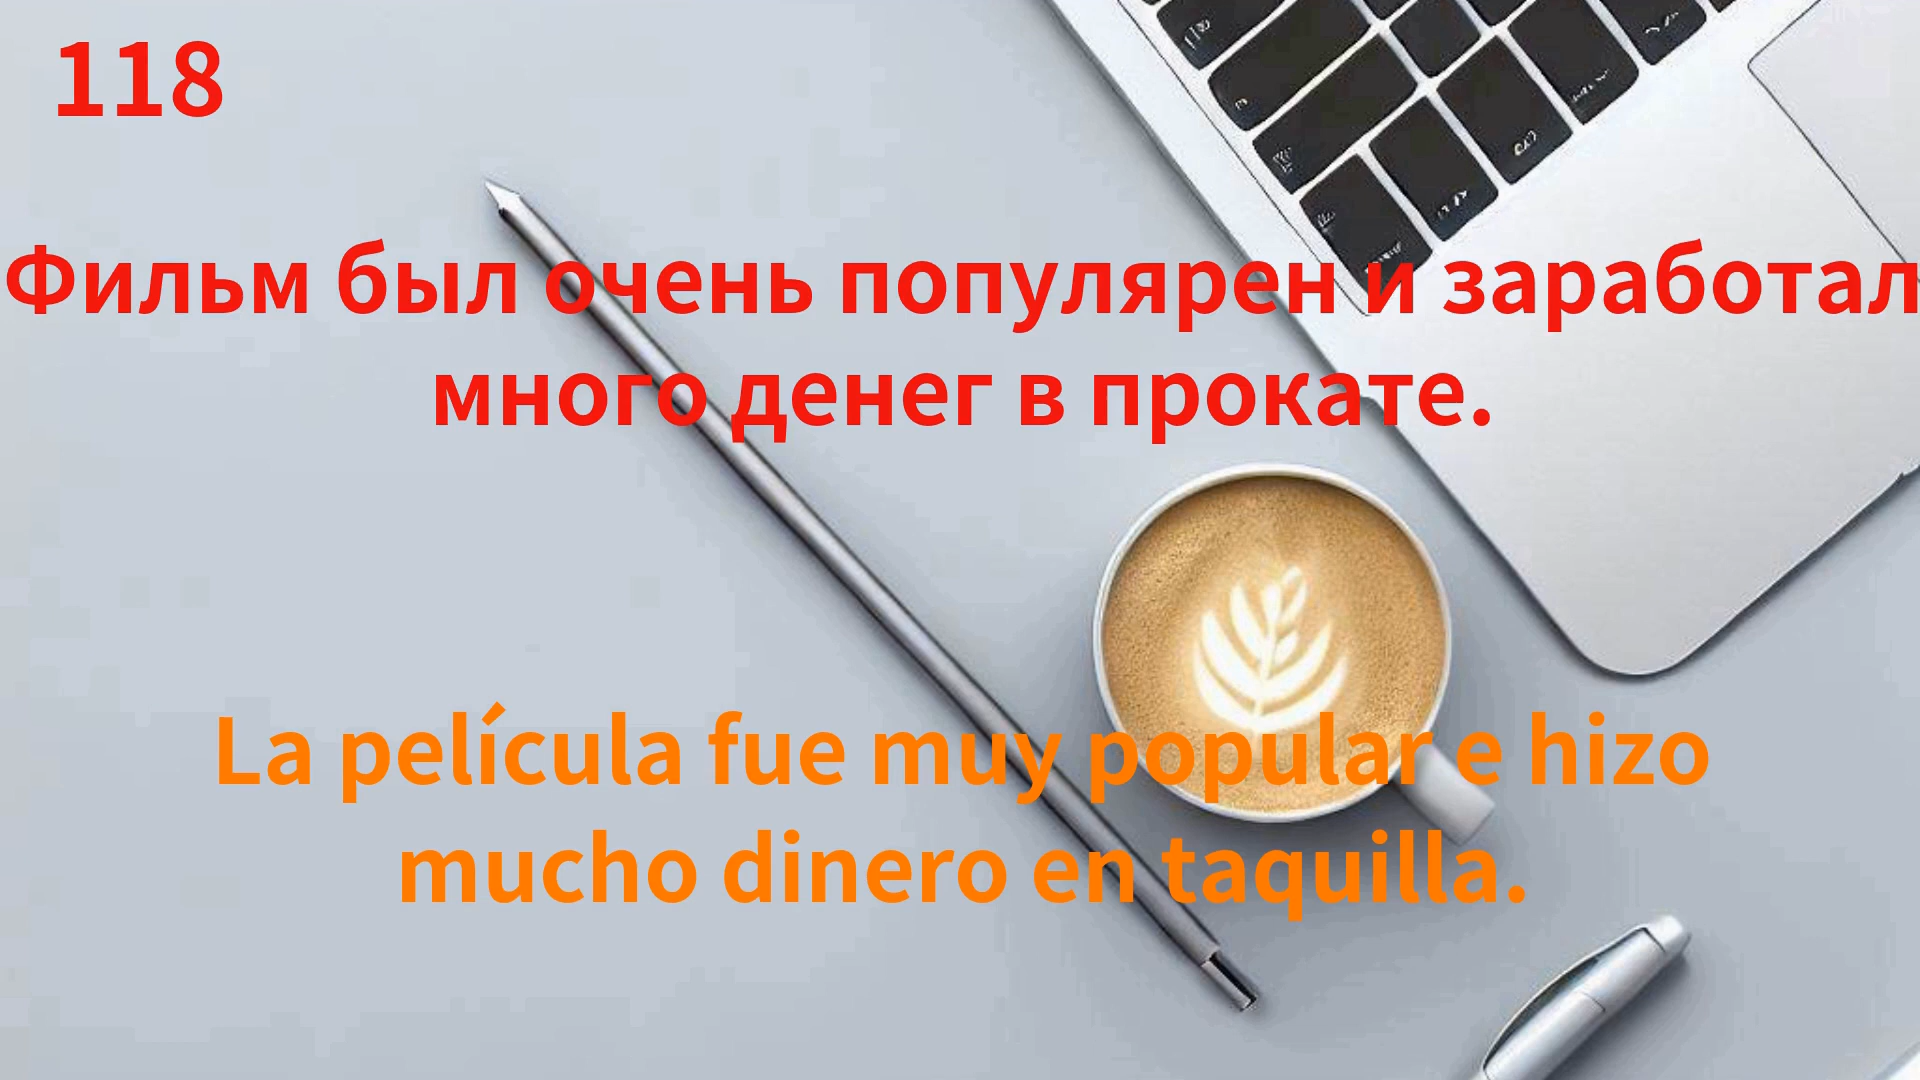 118
Фильм был очень популярен и заработал
много денег в прокате.
La película fue muy popular e hizo
mucho dinero en taquilla.